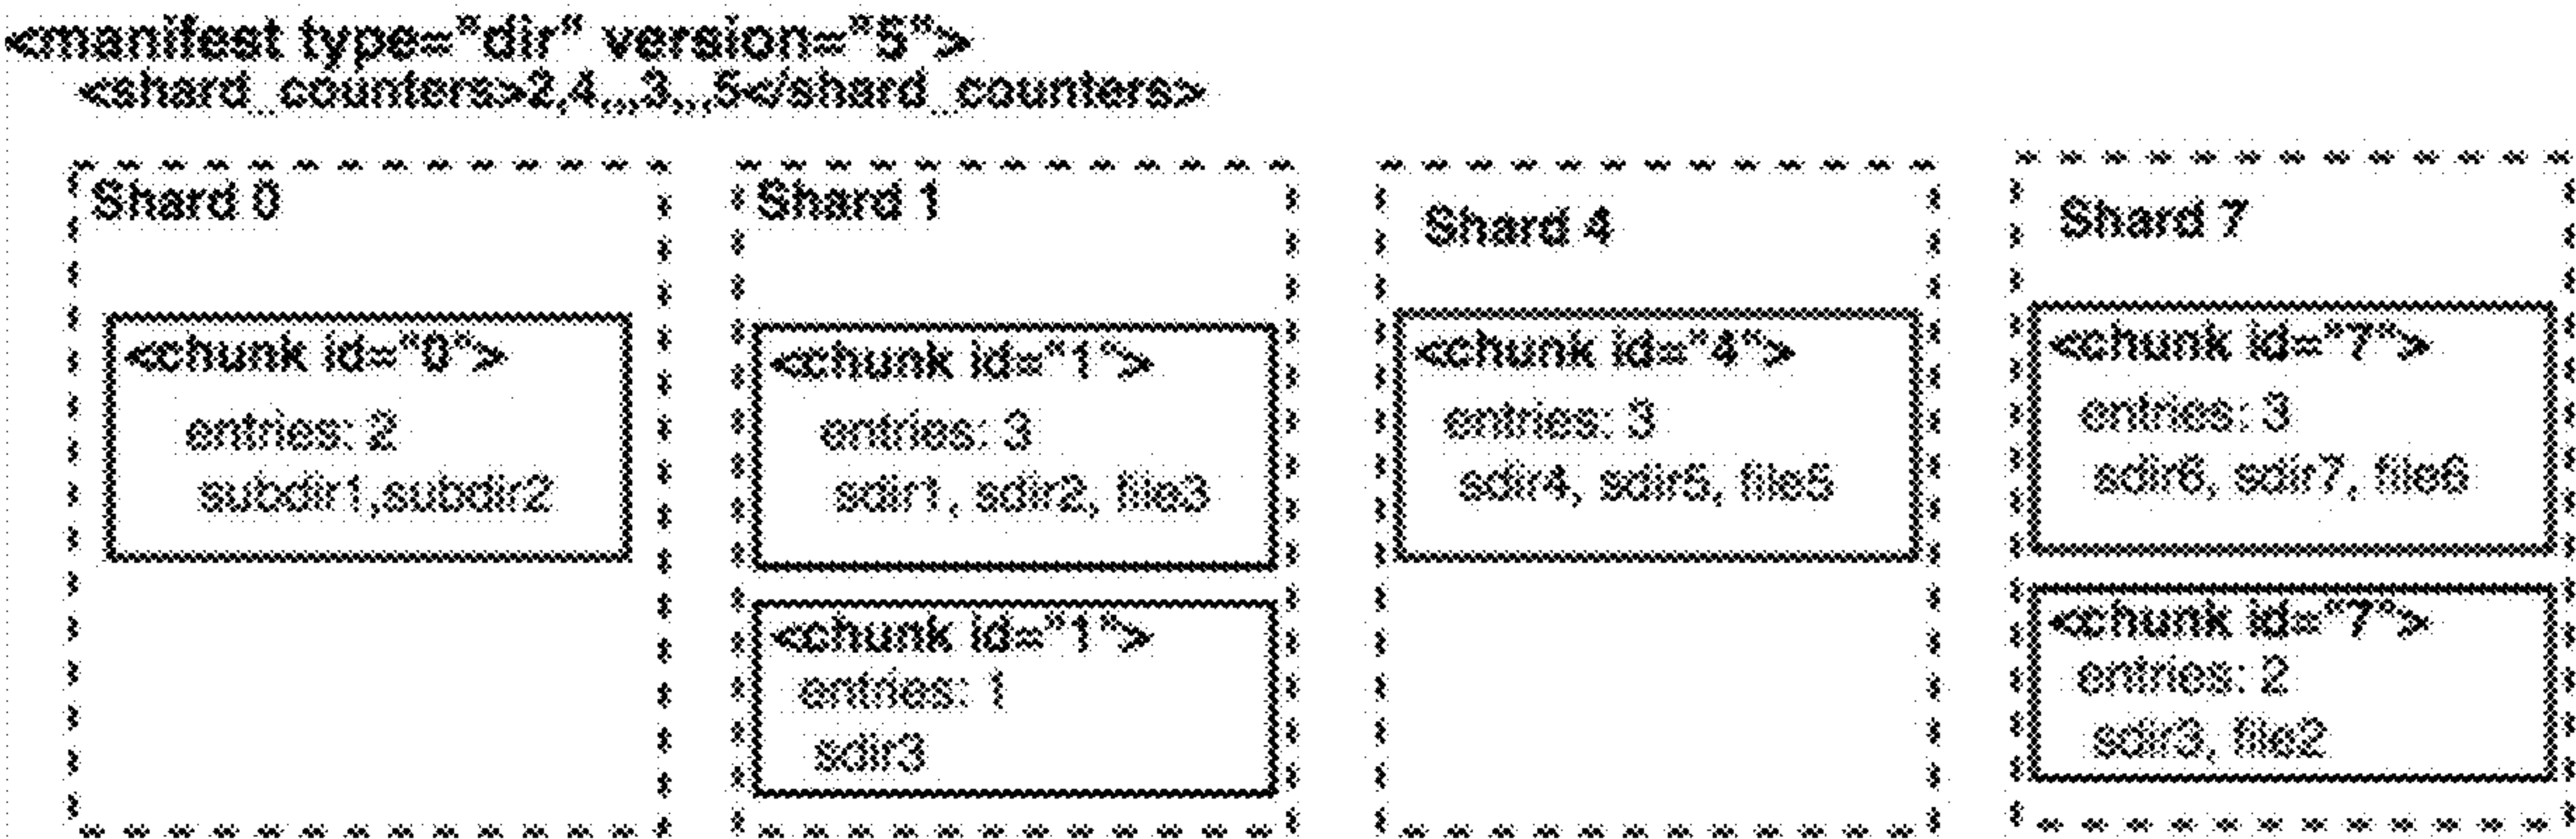 <manifest type="dir" version="5">
<shard_counters>2,4,,,3,,,5</shard_counters>
Shard 0
<chunk id="0">
entries: 2
subdir1,subdir2
Shard 1
<chunk id="1">
entries: 3
sdir1, sdir2, file3
<chunk id="1">
entries: 1
sdir3
Shard 4
<chunk id="4">
entries: 3
sdir4, sdir5, file5
Shard 7
<chunk id="7">
entries: 3
sdir6, sdir7, file6
<chunk id="7">
entries: 2
sdir3, file2